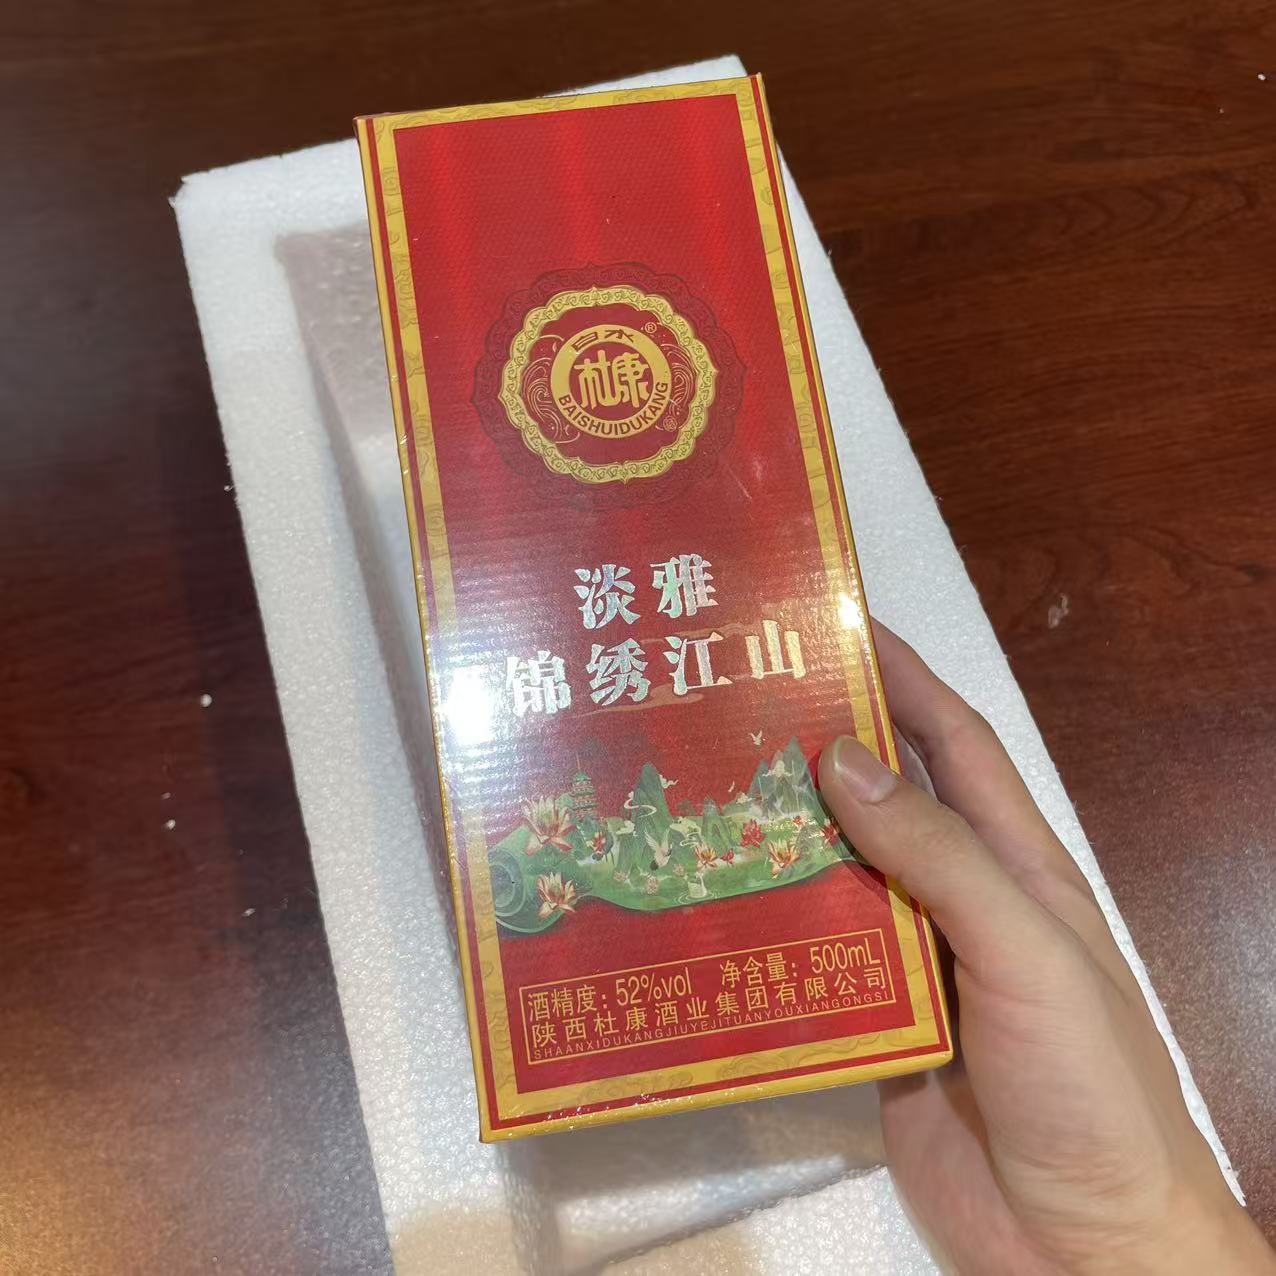 白水
杜康
®
BAISHUIDUKANG
淡雅
锦绣江山
酒精度：52%vol 净含量：500mL
陕西杜康酒业集团有限公司
SHAANXIDUKANGJIUYEJITUANYOUXIANGONGSI